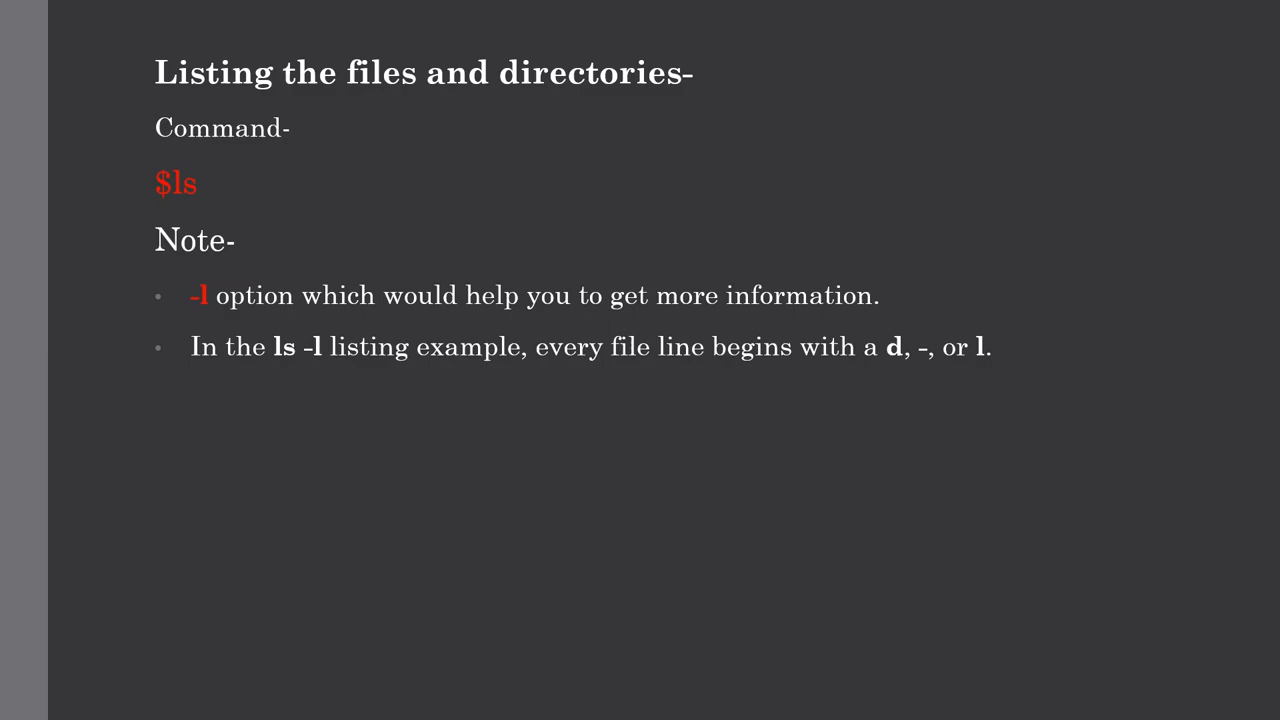 Listing the files and directories-
Command-
$ls
Note-
• -l option which would help you to get more information.
• In the ls -l listing example, every file line begins with a d, -, or l.